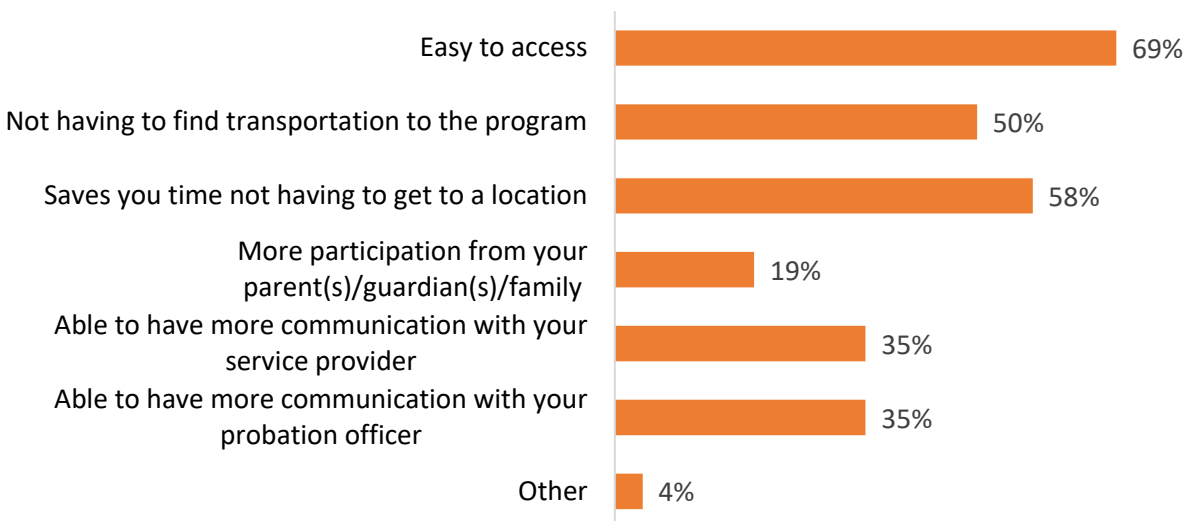 Easy to access
69%
Not having to find transportation to the program
50%
Saves you time not having to get to a location
58%
More participation from your
parent(s)/guardian(s)/family
19%
Able to have more communication with your
service provider
35%
Able to have more communication with your
probation officer
35%
Other
4%